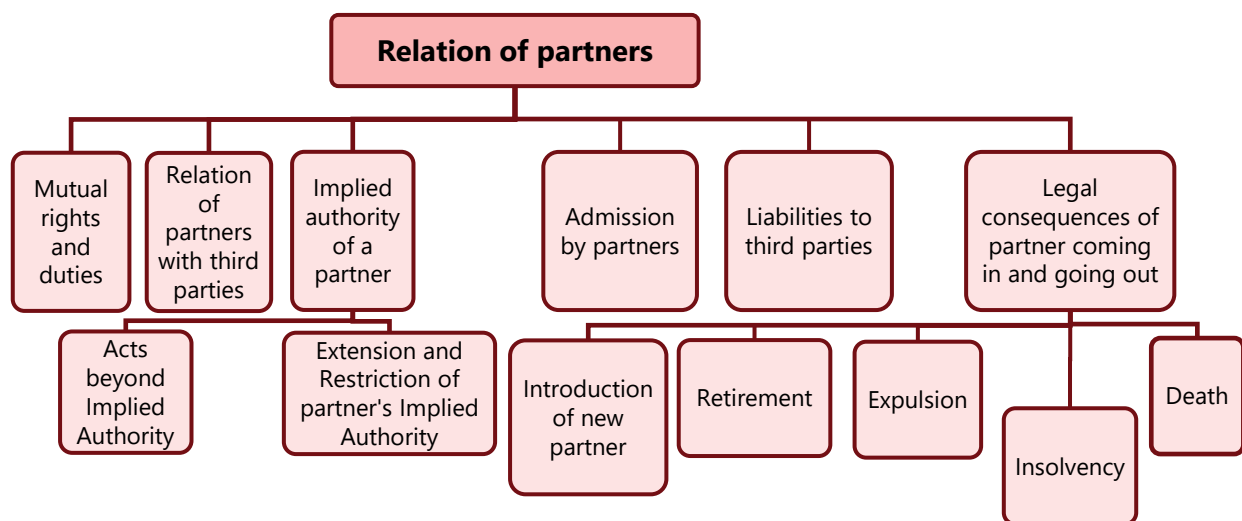 Relation of partners
Mutual
rights
and
duties
Relation
of
partners
with third
parties
Implied
authority
of a
partner
Admission
by partners
Liabilities to
third parties
Legal
consequences of
partner coming
in and going out
Acts
beyond
Implied
Authority
Extension and
Restriction of
partner's Implied
Authority
Introduction
of new
partner
Retirement
Expulsion
Insolvency
Death